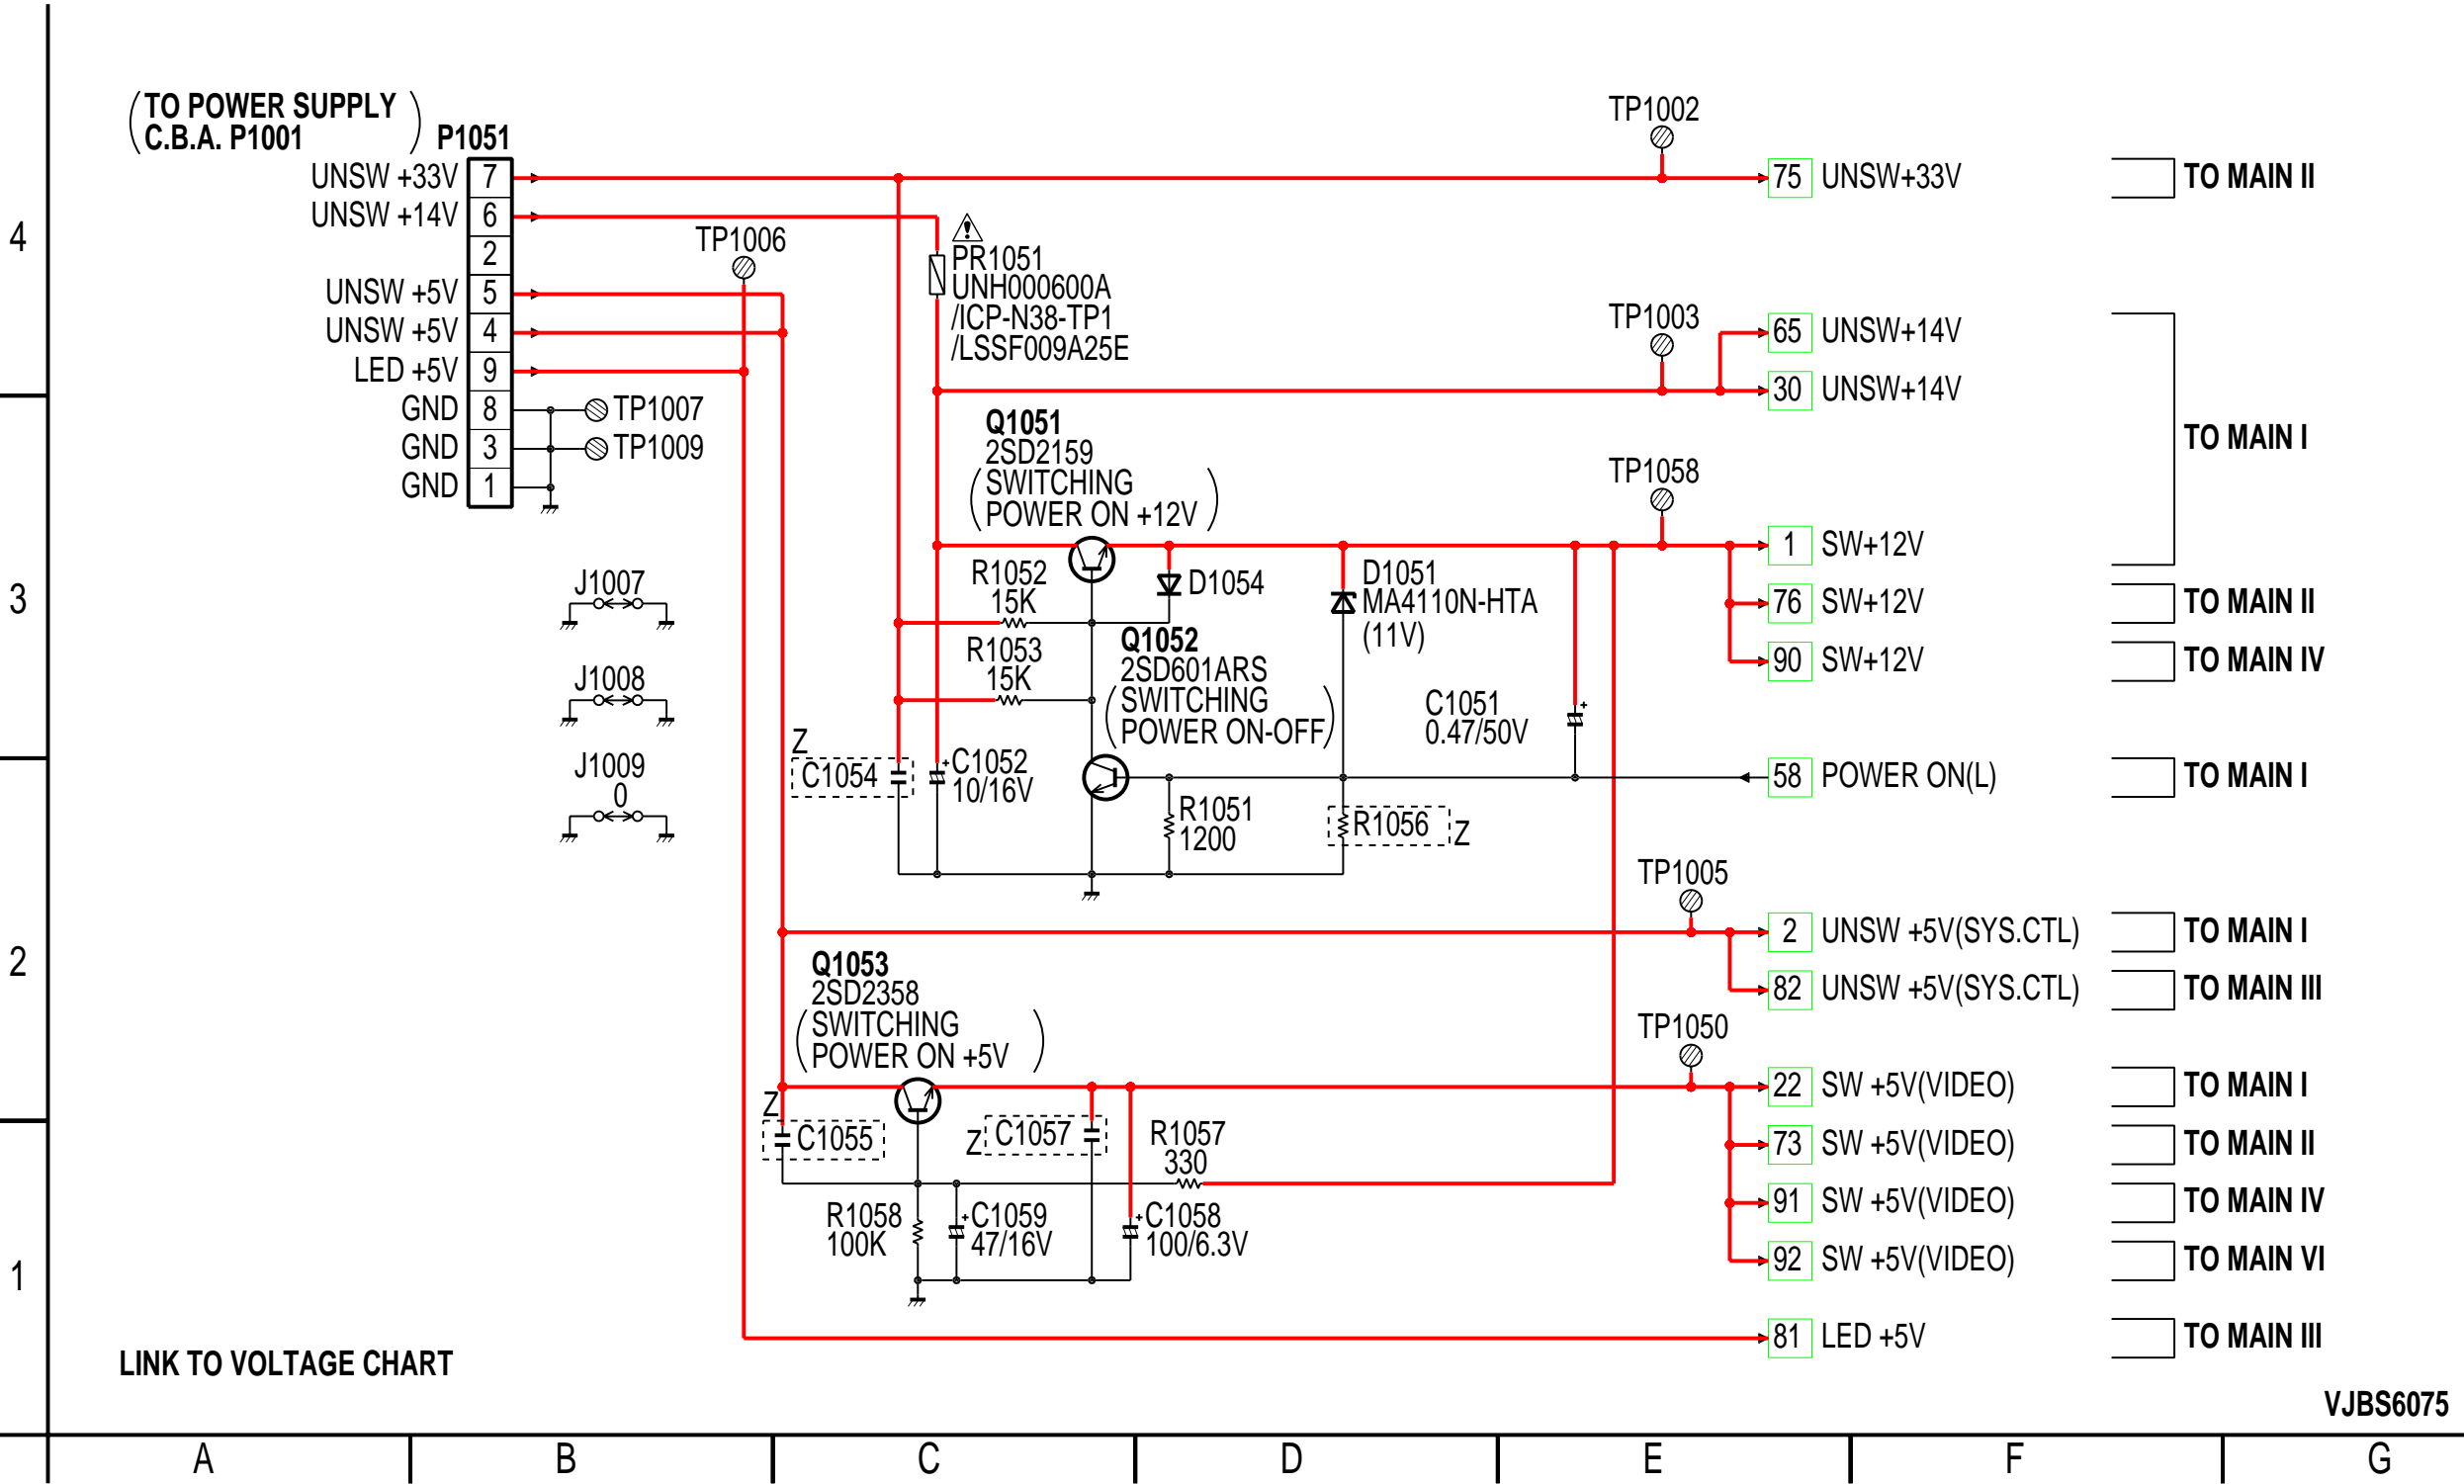 TO POWER SUPPLY
C.B.A. P1001
P1051
UNSW +33V 7
UNSW +14V 6
2
UNSW +5V 5
UNSW +5V 4
LED +5V 9
GND 8
GND 3
GND 1
TP1007
TP1009
TP1006
PR1051
UNH000600A
/ICP-N38-TP1
/LSSF009A25E
TP1002
75 UNSW+33V
TO MAIN II
TP1003
65 UNSW+14V
30 UNSW+14V
TO MAIN I
Q1051
2SD2159
SWITCHING
POWER ON +12V
TP1058
1 SW+12V
76 SW+12V
TO MAIN II
90 SW+12V
TO MAIN IV
J1007
J1008
J1009
0
R1052
15K
R1053
15K
D1054
D1051
MA4110N-HTA
(11V)
Q1052
2SD601ARS
SWITCHING
POWER ON-OFF
C1051
0.47/50V
Z
C1054
C1052
10/16V
R1051
1200
R1056
Z
58 POWER ON(L)
TO MAIN I
TP1005
2 UNSW +5V(SYS.CTL)
TO MAIN I
82 UNSW +5V(SYS.CTL)
TO MAIN III
Q1053
2SD2358
SWITCHING
POWER ON +5V
TP1050
22 SW +5V(VIDEO)
TO MAIN I
73 SW +5V(VIDEO)
TO MAIN II
91 SW +5V(VIDEO)
TO MAIN IV
92 SW +5V(VIDEO)
TO MAIN VI
Z
C1055
Z
C1057
R1057
330
R1058
100K
C1059
47/16V
C1058
100/6.3V
81 LED +5V
TO MAIN III
LINK TO VOLTAGE CHART
VJBS6075
4
3
2
1
A B C D E F G